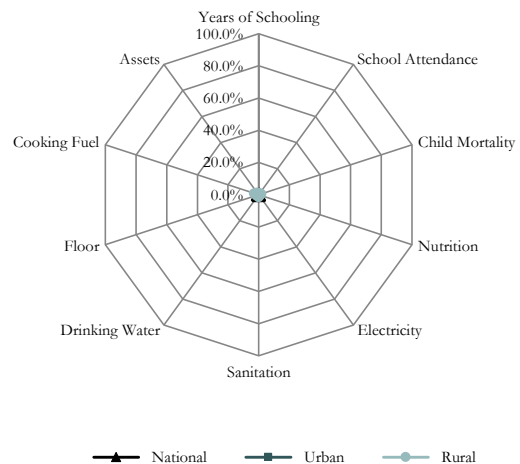 Years of Schooling
100.0%
Assets
School Attendance
80.0%
60.0%
Cooking Fuel
40.0%
Child Mortality
20.0%
0.0%
Floor
Nutrition
Drinking Water
Electricity
Sanitation
National Urban Rural